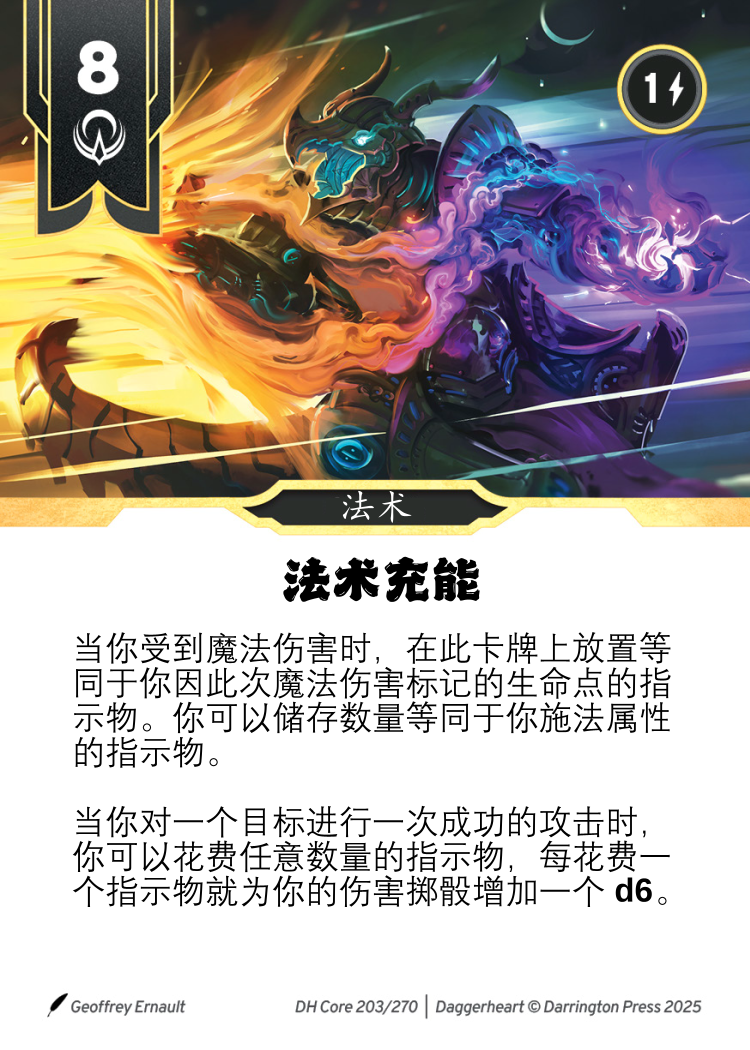 8
1
法术
法术充能
当你受到魔法伤害时，在此卡牌上放置等
同于你因此次魔法伤害标记的生命点的指
示物。你可以储存数量等同于你施法属性
的指示物。
当你对一个目标进行一次成功的攻击时，
你可以花费任意数量的指示物，每花费一
个指示物就为你的伤害掷骰增加一个 d6。
Geoffrey Ernault
DH Core 203/270 | Daggerheart © Darrington Press 2025